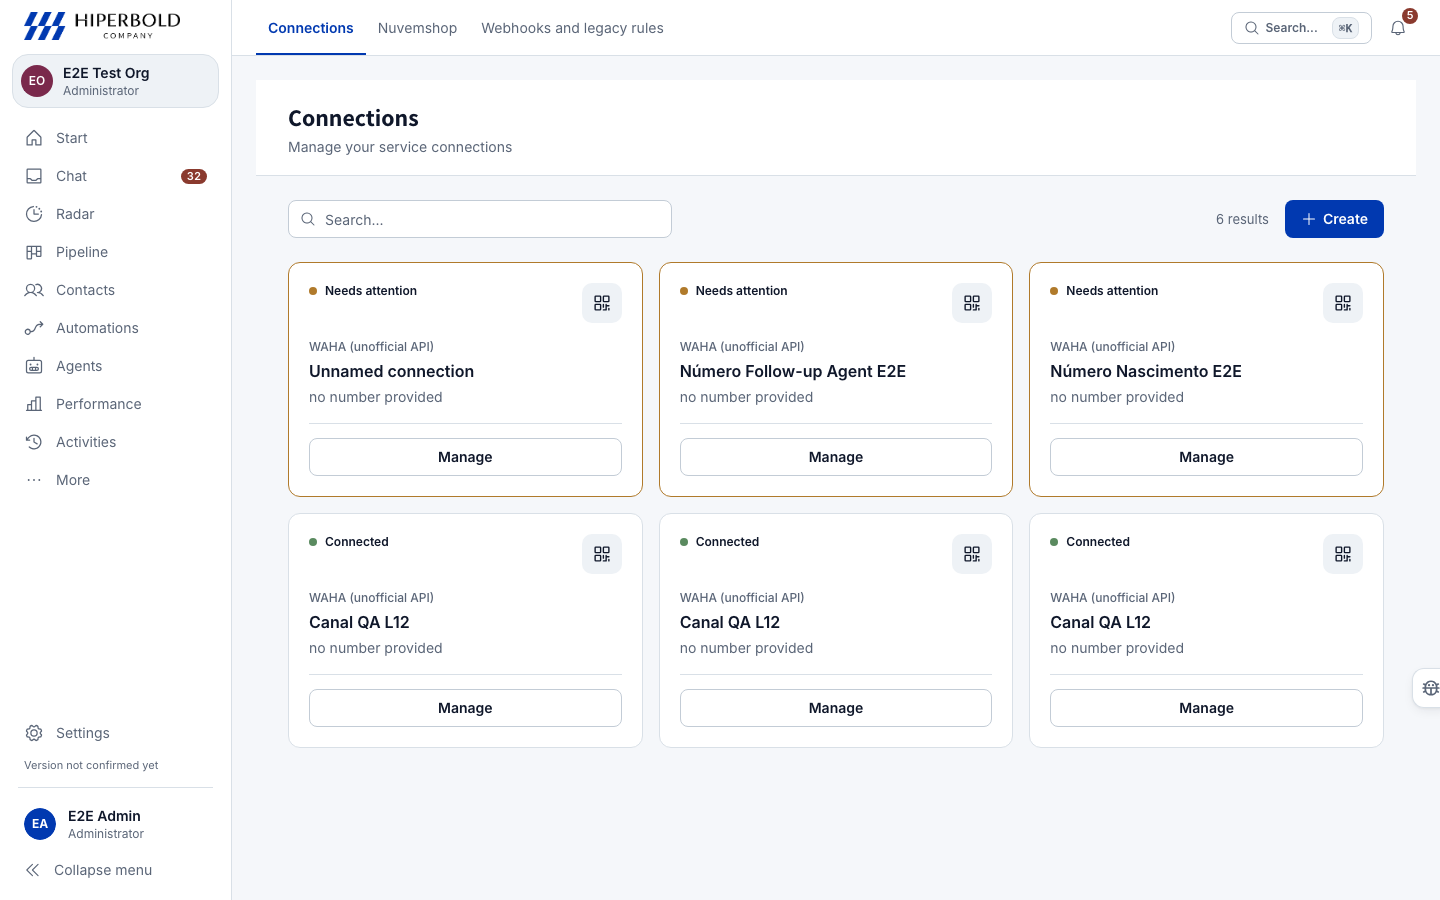 HIPERBOLD
COMPANY
EO
E2E Test Org
Administrator
Start
Chat
32
Radar
Pipeline
Contacts
Automations
Agents
Performance
Activities
More
Settings
Version not confirmed yet
EA
E2E Admin
Administrator
Collapse menu
Connections
Nuvemshop
Webhooks and legacy rules
Search...
⌘K
5
Connections
Manage your service connections
Search...
6 results
Create
Needs attention
WAHA (unofficial API)
Unnamed connection
no number provided
Manage
Needs attention
WAHA (unofficial API)
Número Follow-up Agent E2E
no number provided
Manage
Needs attention
WAHA (unofficial API)
Número Nascimento E2E
no number provided
Manage
Connected
WAHA (unofficial API)
Canal QA L12
no number provided
Manage
Connected
WAHA (unofficial API)
Canal QA L12
no number provided
Manage
Connected
WAHA (unofficial API)
Canal QA L12
no number provided
Manage